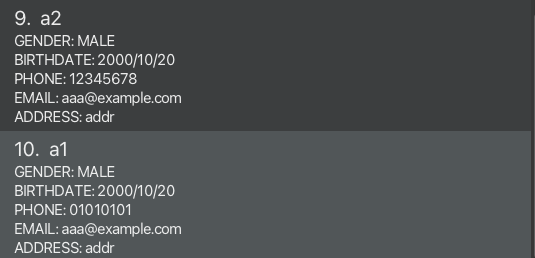 9. a2
GENDER: MALE
BIRTHDATE: 2000/10/20
PHONE: 12345678
EMAIL: aaa@example.com
ADDRESS: addr
10. a1
GENDER: MALE
BIRTHDATE: 2000/10/20
PHONE: 01010101
EMAIL: aaa@example.com
ADDRESS: addr